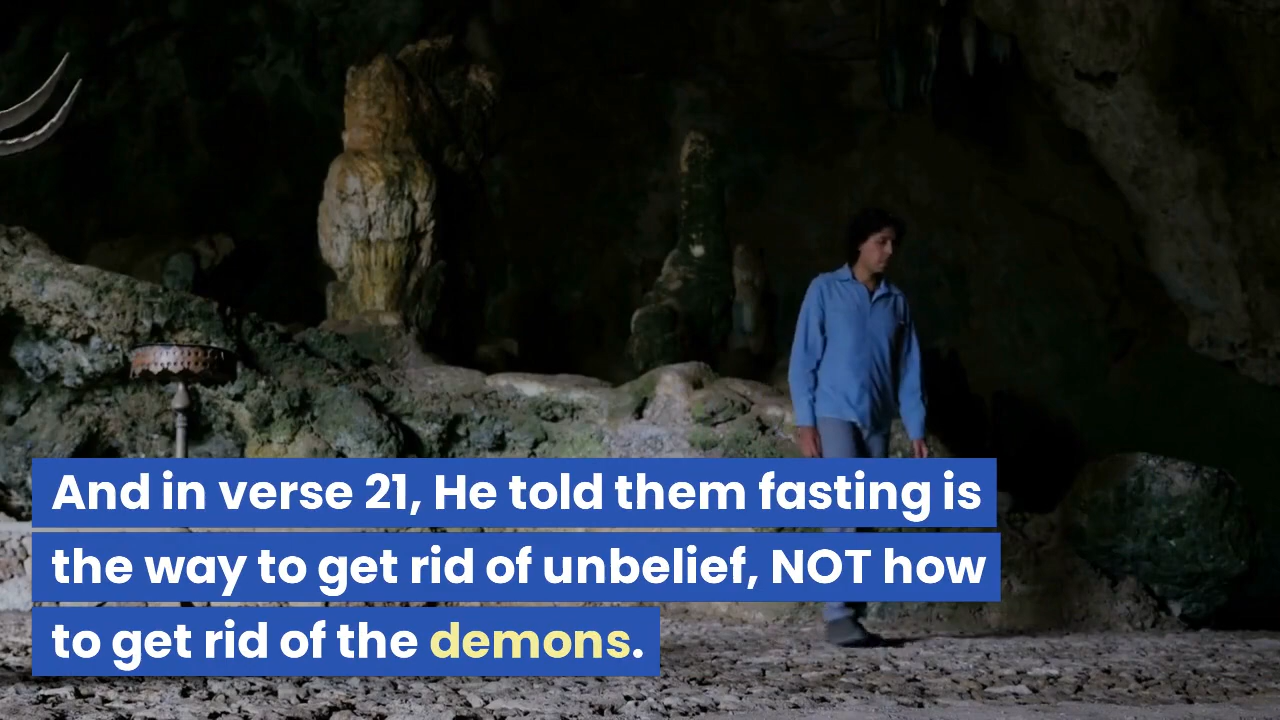 And in verse 21, He told them fasting is
the way to get rid of unbelief, NOT how
to get rid of the demons.